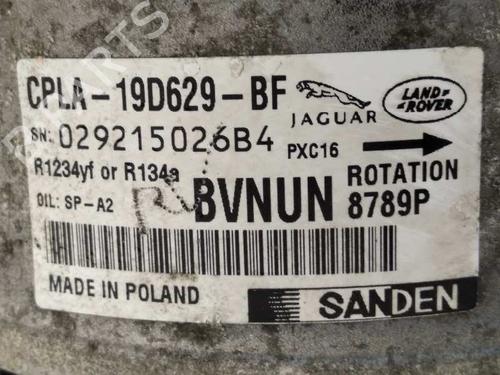 CPLA-19D629-BF
JAGUAR
LAND ROVER
SN: 029215026B4
PXC16
R1234yf or R134a
ROTATION
OIL: SP-A2
BVNUN
8789P
MADE IN POLAND
SANDEN